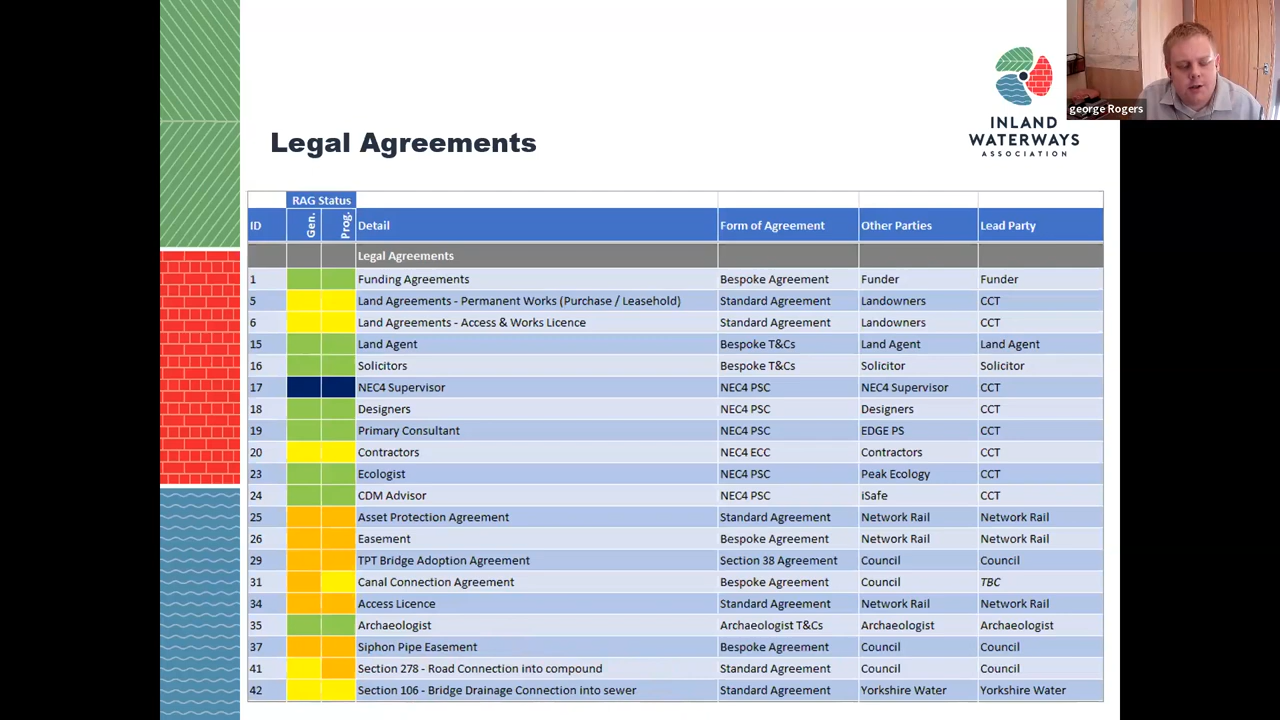 george Rogers
INLAND
WATERWAYS
ASSOCIATION
Legal Agreements
RAG Status
ID Gen. Prog. Detail Form of Agreement Other Parties Lead Party
Legal Agreements
1 Funding Agreements Bespoke Agreement Funder Funder
5 Land Agreements - Permanent Works (Purchase / Leasehold) Standard Agreement Landowners CCT
6 Land Agreements - Access & Works Licence Standard Agreement Landowners CCT
15 Land Agent Bespoke T&Cs Land Agent Land Agent
16 Solicitors Bespoke T&Cs Solicitor Solicitor
17 NEC4 Supervisor NEC4 PSC NEC4 Supervisor CCT
18 Designers NEC4 PSC Designers CCT
19 Primary Consultant NEC4 PSC EDGE PS CCT
20 Contractors NEC4 ECC Contractors CCT
23 Ecologist NEC4 PSC Peak Ecology CCT
24 CDM Advisor NEC4 PSC iSafe CCT
25 Asset Protection Agreement Standard Agreement Network Rail Network Rail
26 Easement Bespoke Agreement Network Rail Network Rail
29 TPT Bridge Adoption Agreement Section 38 Agreement Council Council
31 Canal Connection Agreement Bespoke Agreement Council TBC
34 Access Licence Standard Agreement Network Rail Network Rail
35 Archaeologist Archaeologist T&Cs Archaeologist Archaeologist
37 Siphon Pipe Easement Bespoke Agreement Council Council
41 Section 278 - Road Connection into compound Standard Agreement Council Council
42 Section 106 - Bridge Drainage Connection into sewer Standard Agreement Yorkshire Water Yorkshire Water